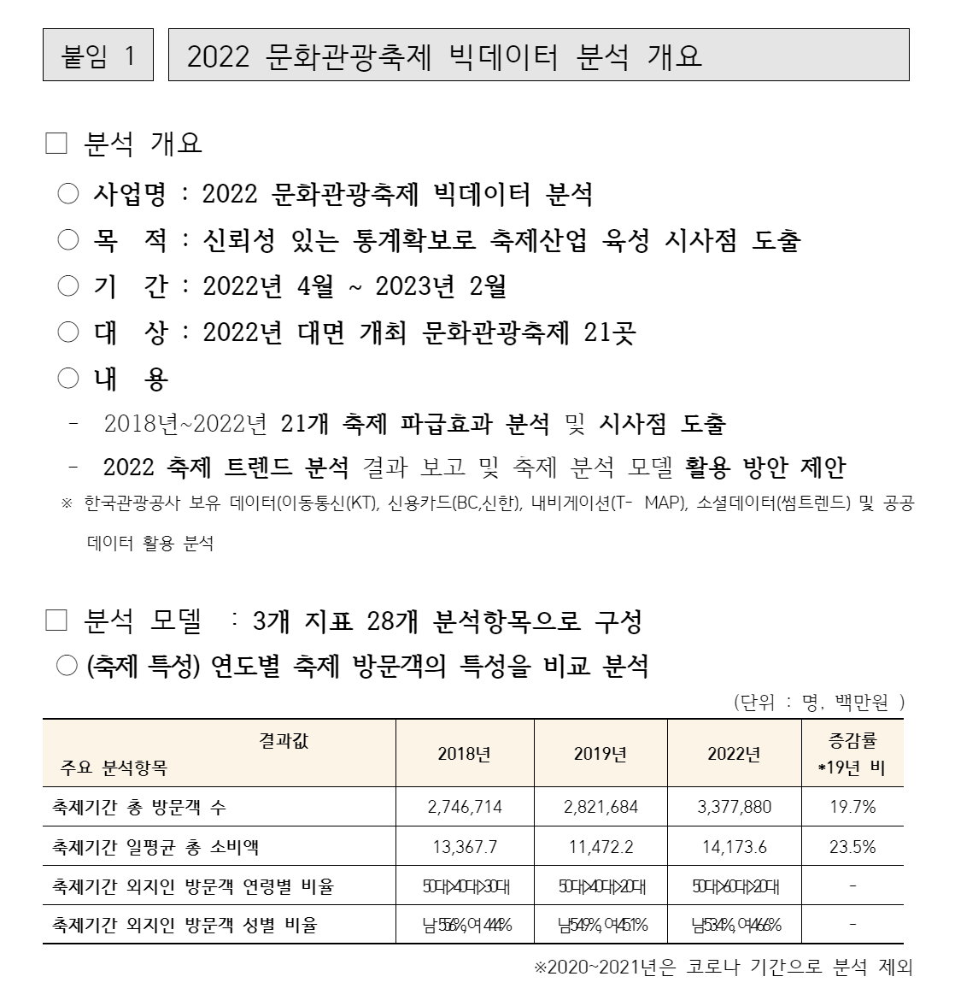 붙임 1
2022 문화관광축제 빅데이터 분석 개요
□ 분석 개요
○ 사업명 : 2022 문화관광축제 빅데이터 분석
○ 목 적 : 신뢰성 있는 통계확보로 축제산업 육성 시사점 도출
○ 기 간 : 2022년 4월 ~ 2023년 2월
○ 대 상 : 2022년 대면 개최 문화관광축제 21곳
○ 내 용
- 2018년~2022년 21개 축제 파급효과 분석 및 시사점 도출
- 2022 축제 트렌드 분석 결과 보고 및 축제 분석 모델 활용 방안 제안
※ 한국관광공사 보유 데이터(이동통신(KT), 신용카드(BC,신한), 내비게이션(T- MAP), 소셜데이터(썸트렌드) 및 공공
데이터 활용 분석
□ 분석 모델 : 3개 지표 28개 분석항목으로 구성
○ (축제 특성) 연도별 축제 방문객의 특성을 비교 분석
(단위 : 명, 백만원 )
결과값
주요 분석항목
2018년 2019년 2022년
증감률
*19년 비
축제기간 총 방문객 수 2,746,714 2,821,684 3,377,880 19.7%
축제기간 일평균 총 소비액 13,367.7 11,472.2 14,173.6 23.5%
축제기간 외지인 방문객 연령별 비율 50대>40대>30대 50대>40대>20대 50대>60대>20대 -
축제기간 외지인 방문객 성별 비율 남55.6%, 여 44.4% 남54.9%, 여45.1% 남53.4%, 여46.6% -
※2020~2021년은 코로나 기간으로 분석 제외